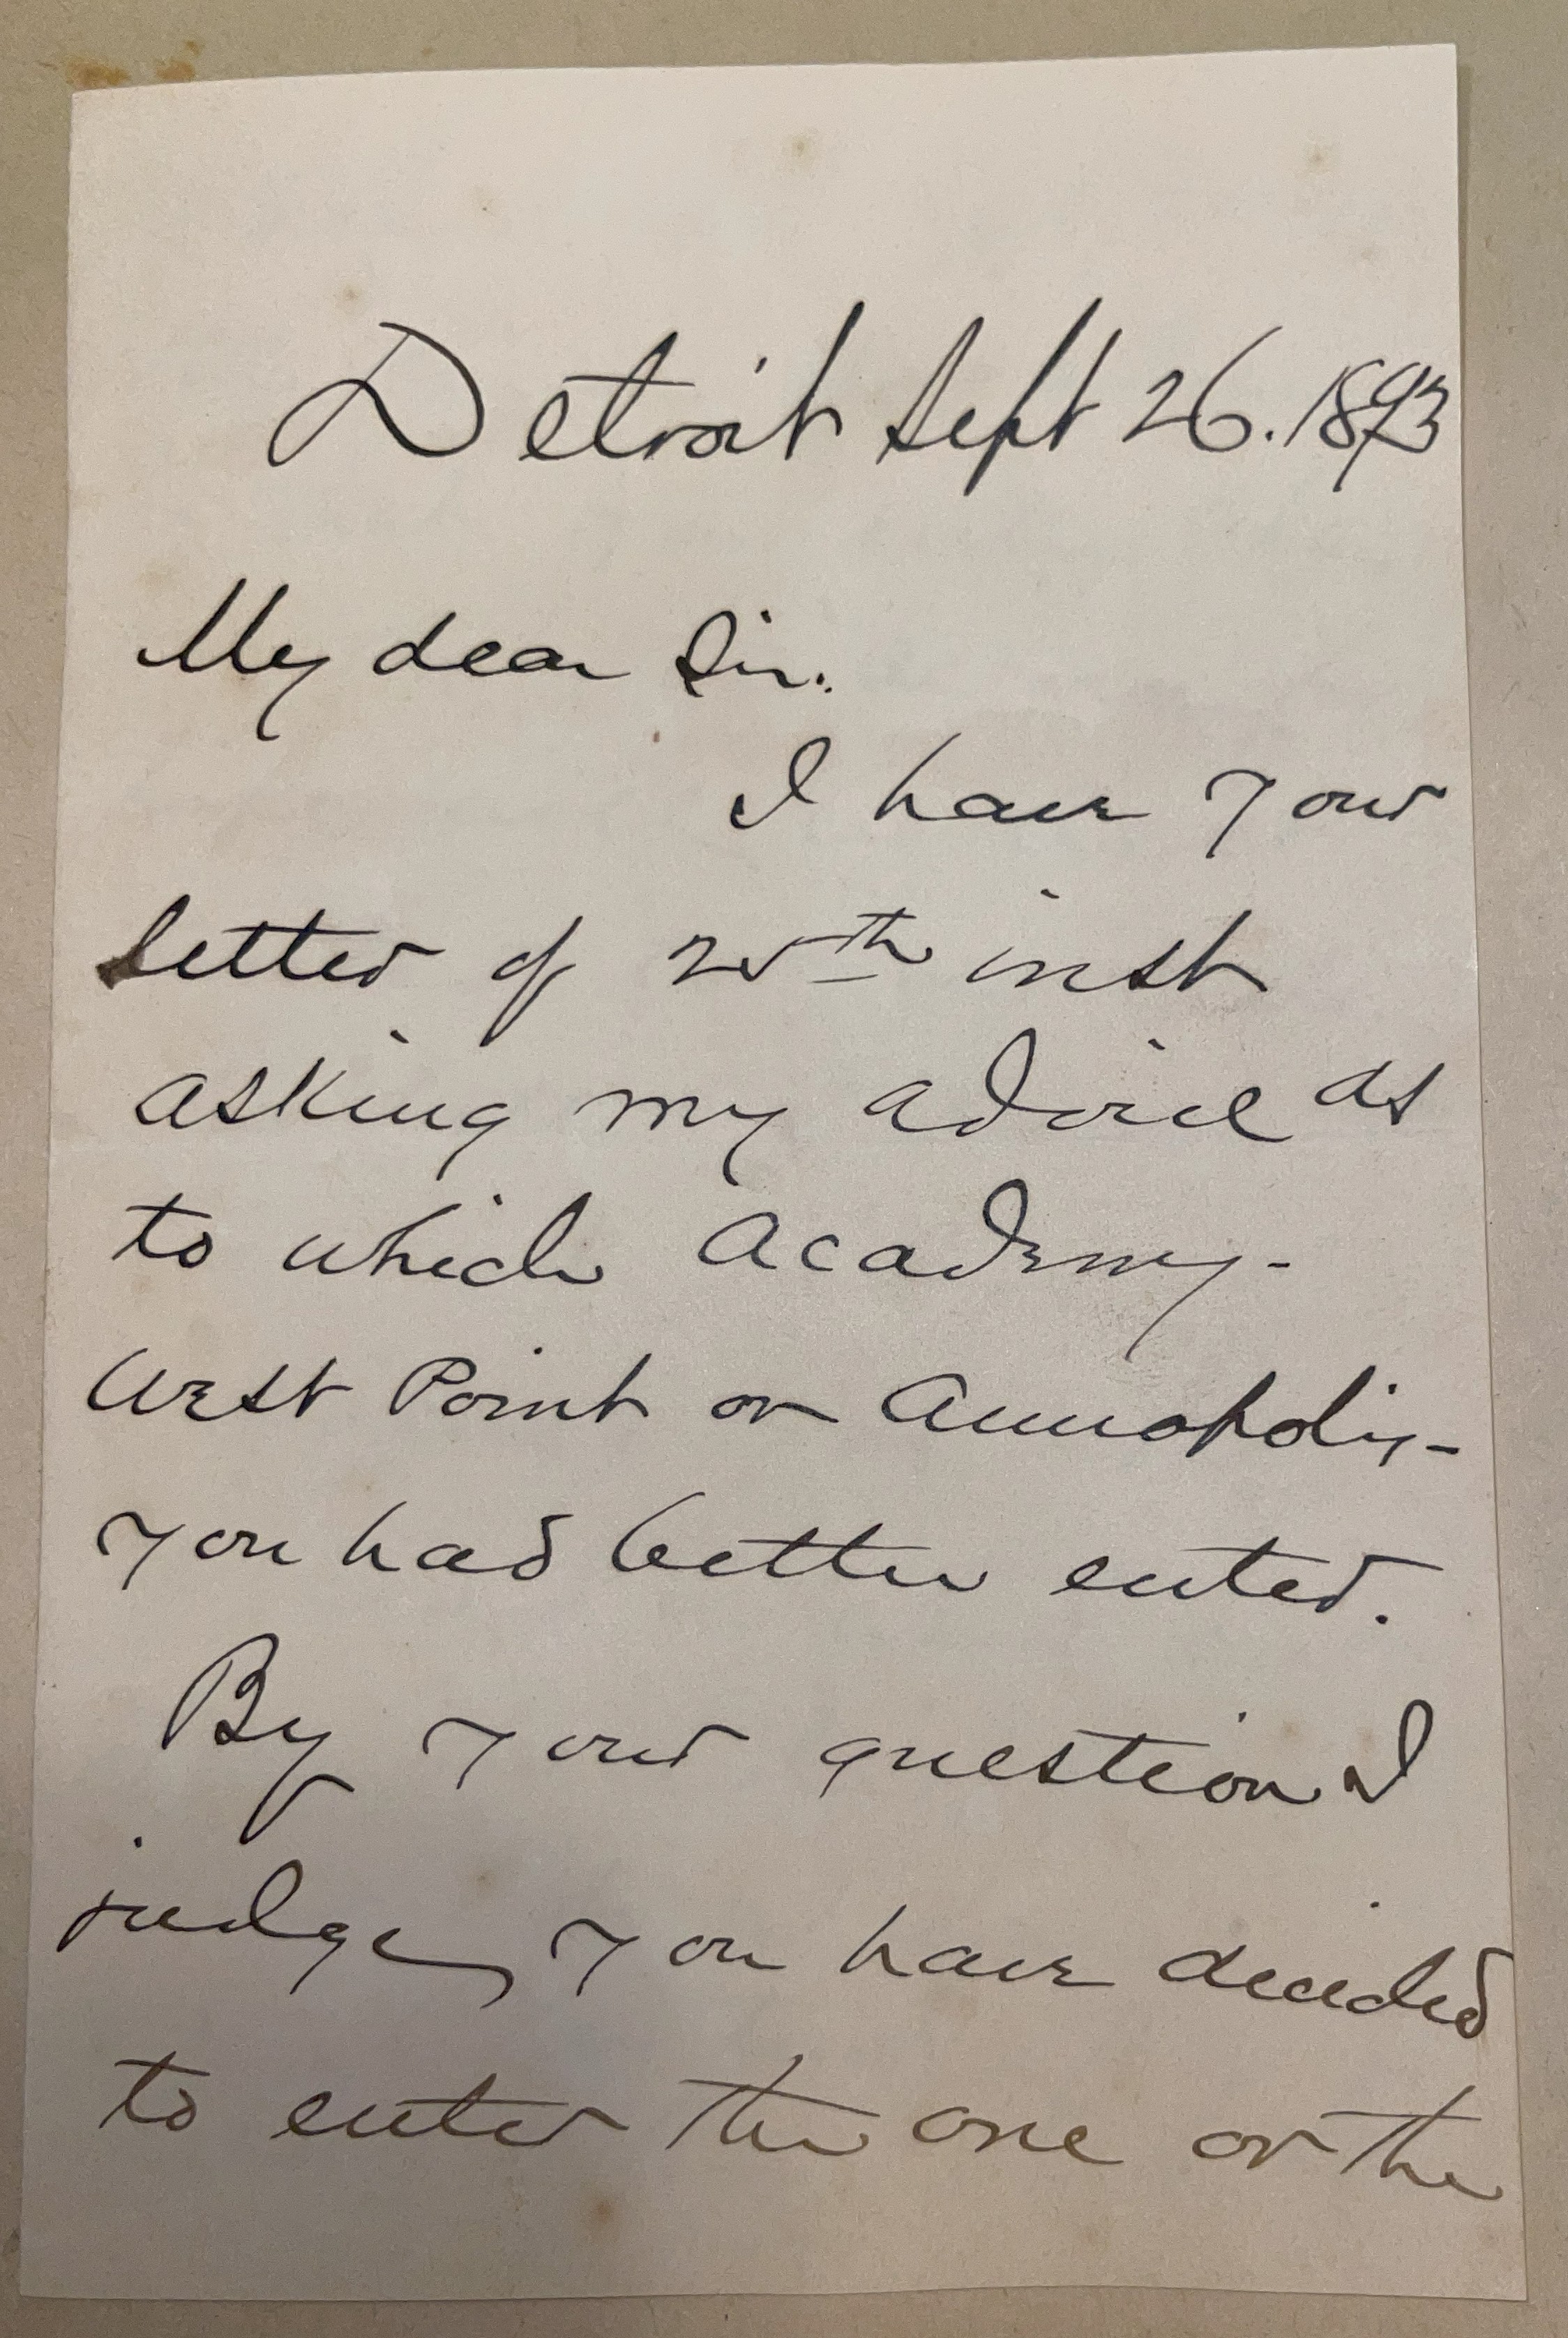 Detroit Sept 26. 1893
My dear Sir.
I have your
letter of 25th inst
asking my advice as
to which Academy-
West Point or Annapolis-
you had better enter.
By your question I
judge, you have decided
to enter the one or the